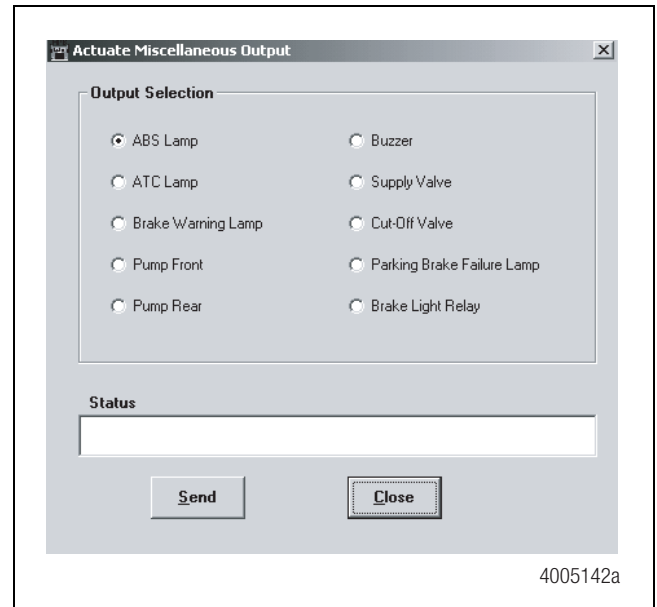 Actuate Miscellaneous Output
Output Selection
ABS Lamp
ATC Lamp
Brake Warning Lamp
Pump Front
Pump Rear
Buzzer
Supply Valve
Cut-Off Valve
Parking Brake Failure Lamp
Brake Light Relay
Status
Send
Close
4005142a